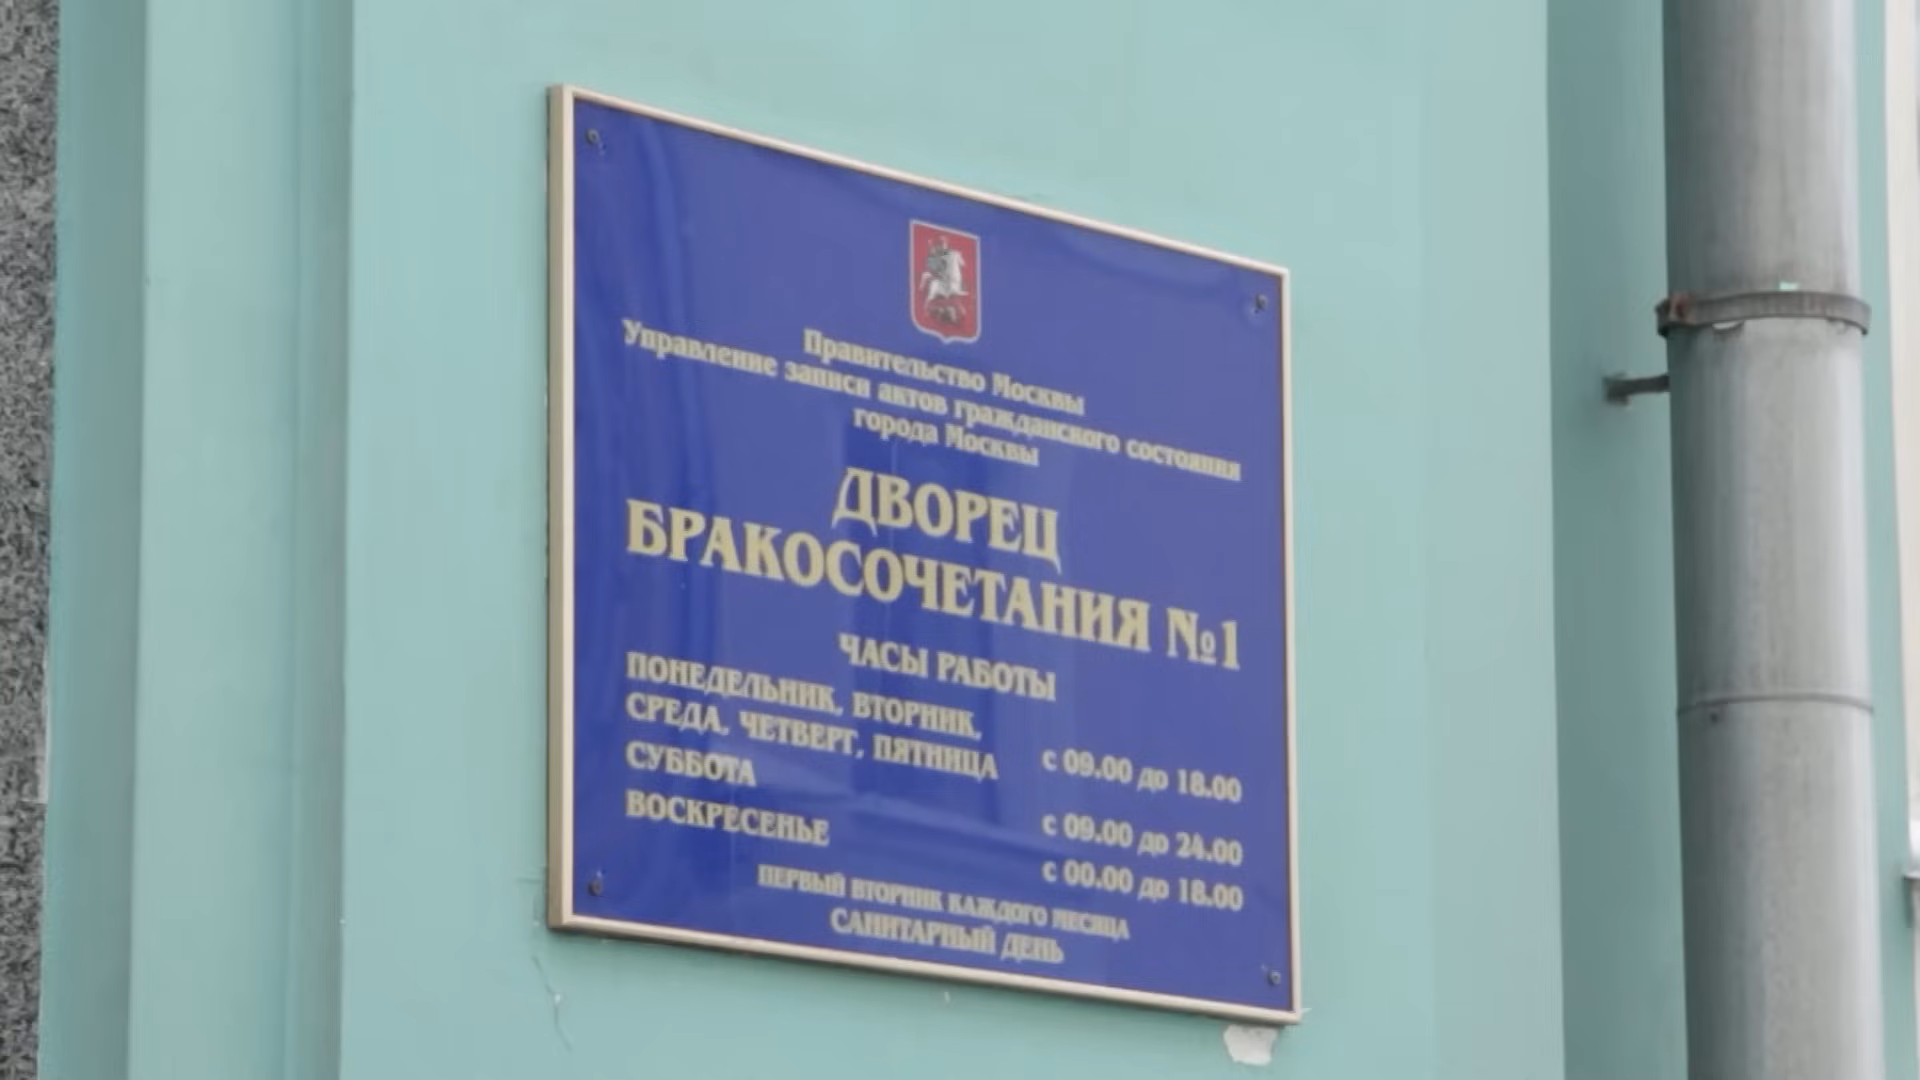 Правительство Москвы
Управление записи актов гражданского состояния
города Москвы
ДВОРЕЦ
БРАКОСОЧЕТАНИЯ №1
ЧАСЫ РАБОТЫ
ПОНЕДЕЛЬНИК, ВТОРНИК,
СРЕДА, ЧЕТВЕРГ, ПЯТНИЦА с 09.00 до 18.00
СУББОТА с 09.00 до 24.00
ВОСКРЕСЕНЬЕ с 00.00 до 18.00
ПЕРВЫЙ ВТОРНИК КАЖДОГО МЕСЯЦА
САНИТАРНЫЙ ДЕНЬ